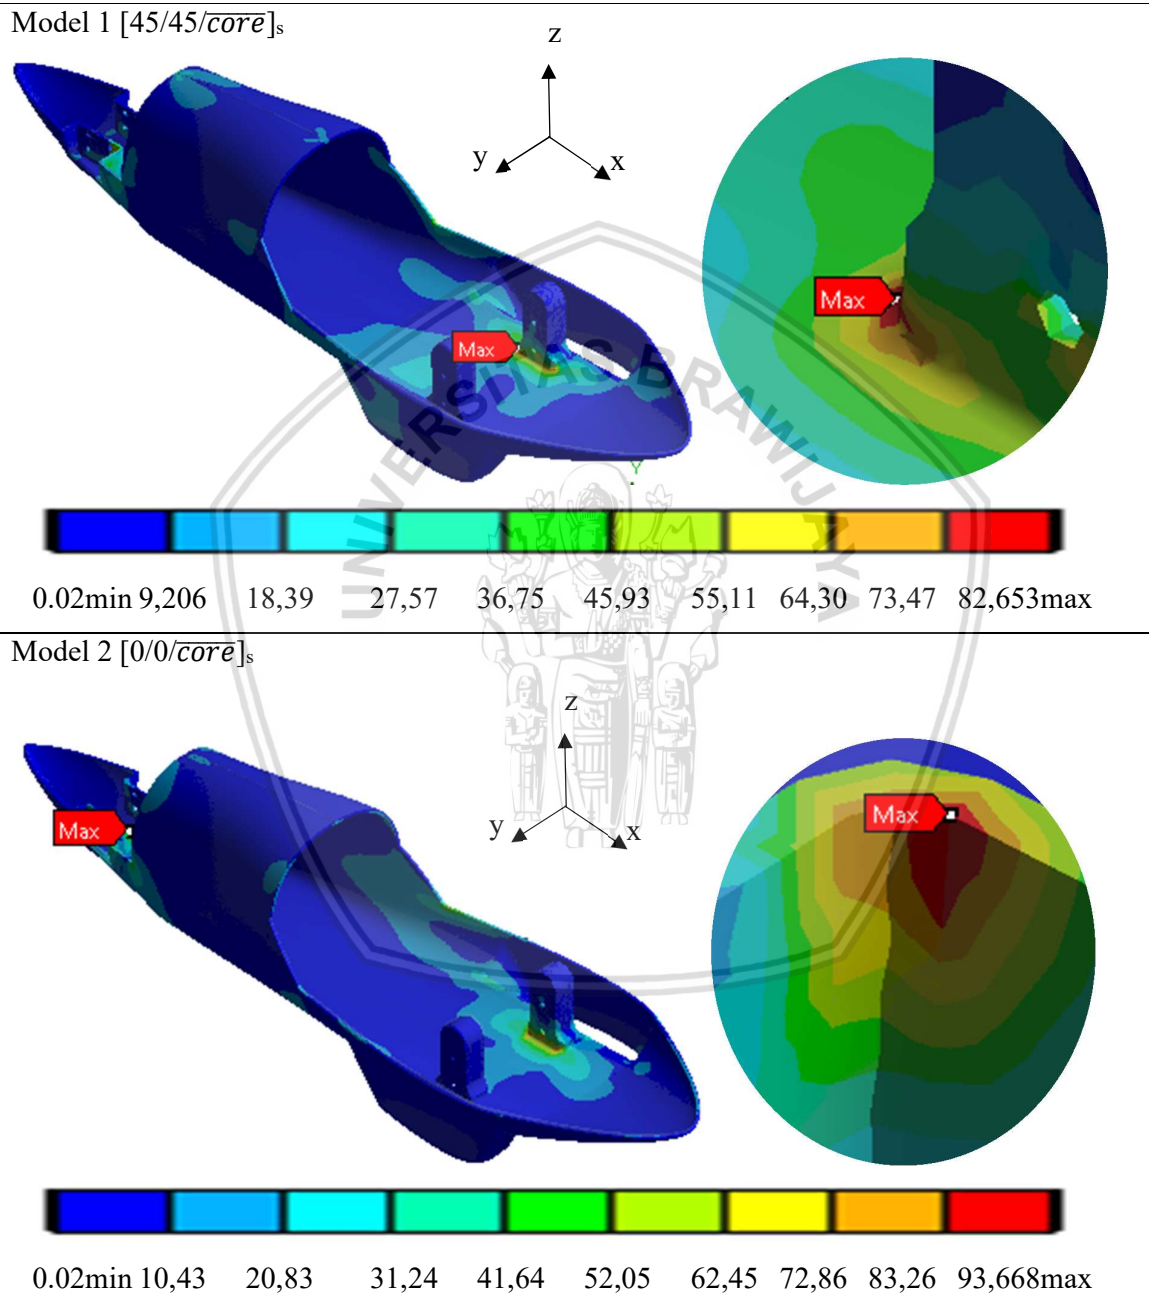 Model 1 [45/45/c̅o̅r̅e̅]ₛ
z
y
x
Max
Max
Y
UNIVERSITAS BRAWIJAYA
0.02min 9,206 18,39 27,57 36,75 45,93 55,11 64,30 73,47 82,653max
Model 2 [0/0/c̅o̅r̅e̅]ₛ
z
y
x
Max
Max
0.02min 10,43 20,83 31,24 41,64 52,05 62,45 72,86 83,26 93,668max